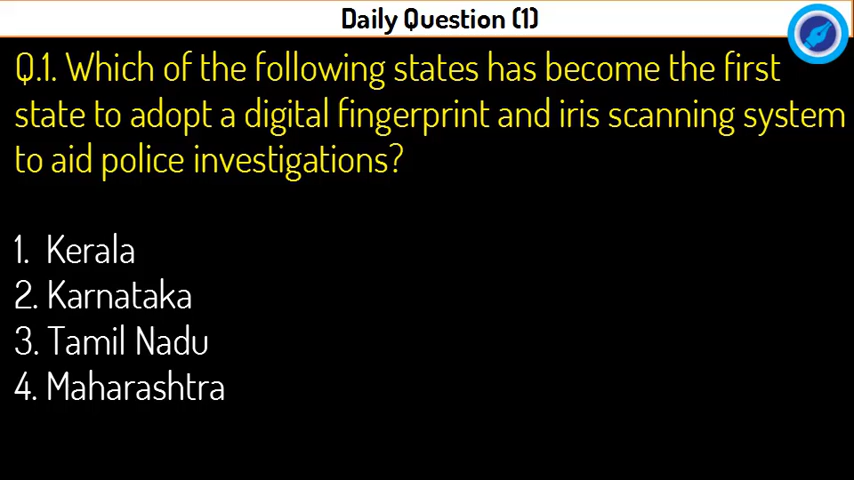 Daily Question (1)
Q.1. Which of the following states has become the first
state to adopt a digital fingerprint and iris scanning system
to aid police investigations?
1. Kerala
2. Karnataka
3. Tamil Nadu
4. Maharashtra